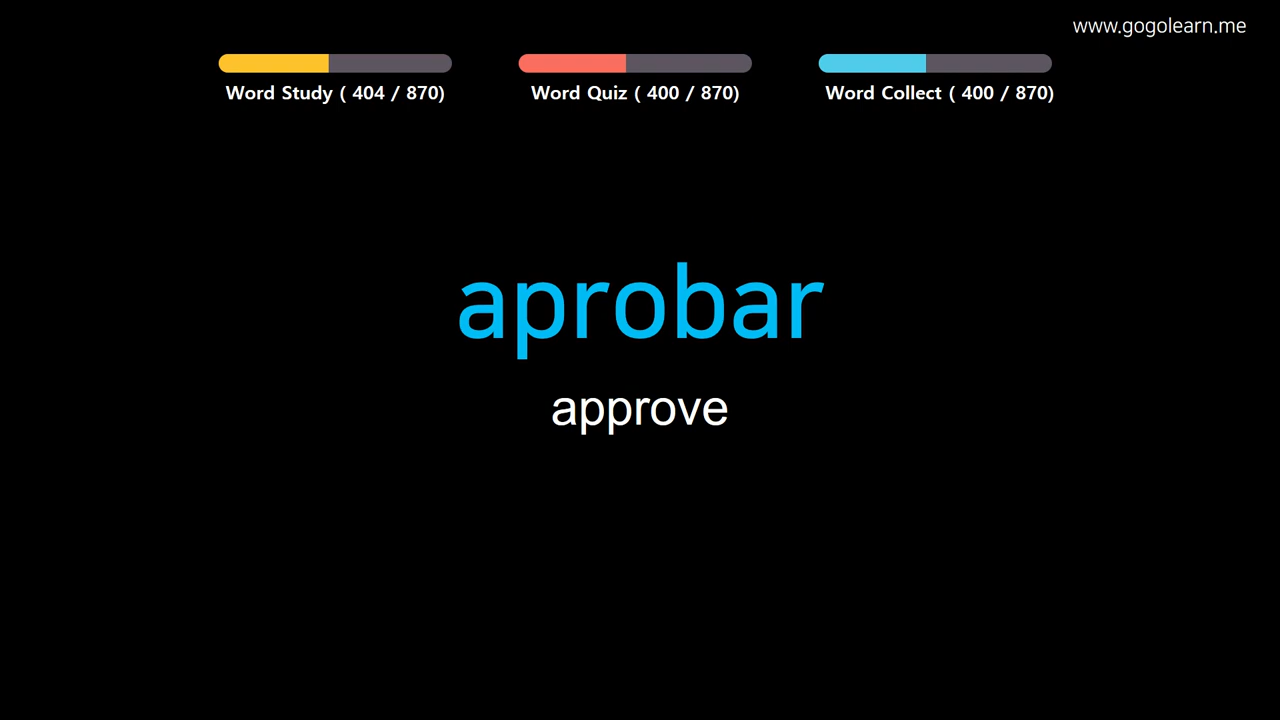 www.gogolearn.me
Word Study ( 404 / 870)
Word Quiz ( 400 / 870)
Word Collect ( 400 / 870)
aprobar
approve